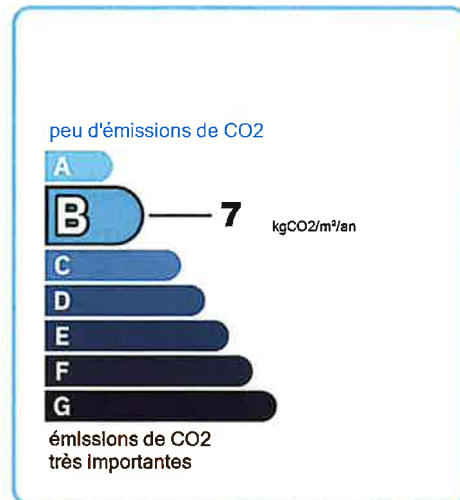 peu d'émissions de CO2
A
B 7 kgCO2/m²/an
C
D
E
F
G
émissions de CO2
très importantes